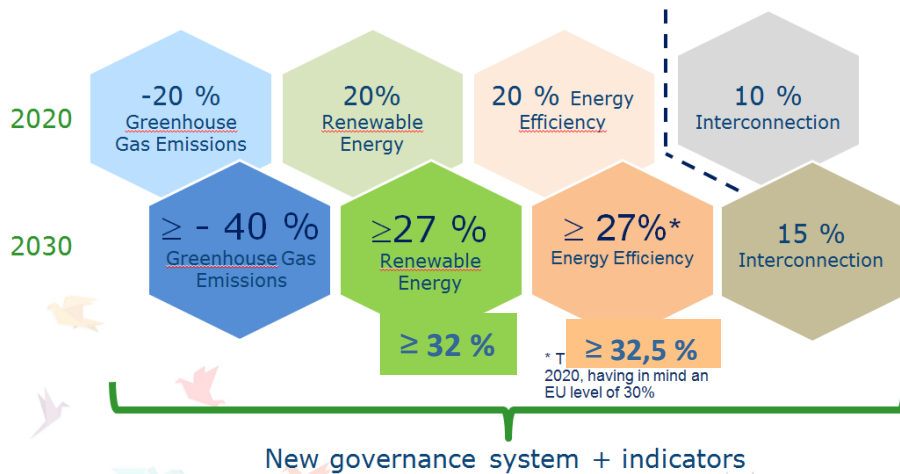 2020
-20 %
Greenhouse
Gas Emissions
20%
Renewable
Energy
20 % Energy
Efficiency
10 %
Interconnection
2030
≥ - 40 %
Greenhouse Gas
Emissions
≥27 %
Renewable
Energy
≥ 27%*
Energy Efficiency
15 %
Interconnection
≥ 32 %
≥ 32,5 %
* T
2020, having in mind an
EU level of 30%
New governance system + indicators